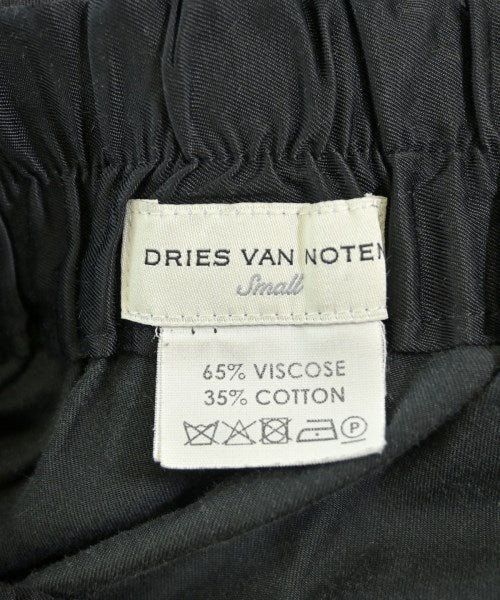 DRIES VAN NOTEN
Small
65% VISCOSE
35% COTTON
P